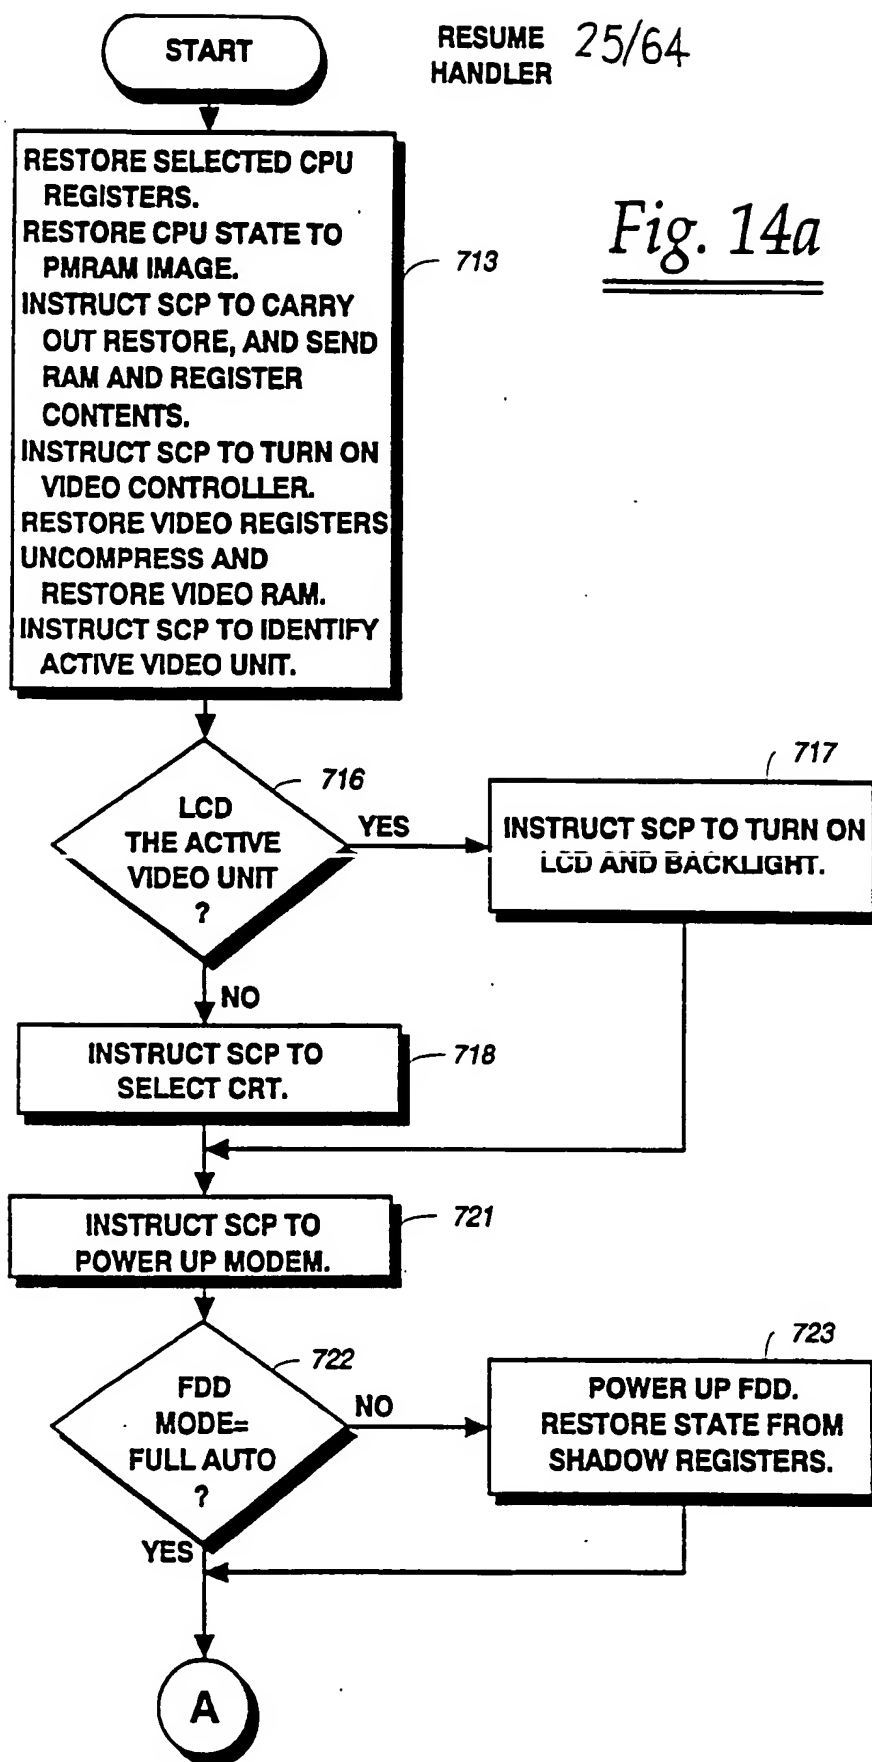 START
RESUME
HANDLER
25/64
Fig. 14a
RESTORE SELECTED CPU
REGISTERS.
RESTORE CPU STATE TO
PMRAM IMAGE.
INSTRUCT SCP TO CARRY
OUT RESTORE, AND SEND
RAM AND REGISTER
CONTENTS.
INSTRUCT SCP TO TURN ON
VIDEO CONTROLLER.
RESTORE VIDEO REGISTERS
UNCOMPRESS AND
RESTORE VIDEO RAM.
INSTRUCT SCP TO IDENTIFY
ACTIVE VIDEO UNIT.
713
LCD
THE ACTIVE
VIDEO UNIT
?
716
YES
717
INSTRUCT SCP TO TURN ON
LCD AND BACKLIGHT.
NO
INSTRUCT SCP TO
SELECT CRT.
718
INSTRUCT SCP TO
POWER UP MODEM.
721
FDD
MODE=
FULL AUTO
?
722
NO
723
POWER UP FDD.
RESTORE STATE FROM
SHADOW REGISTERS.
YES
A